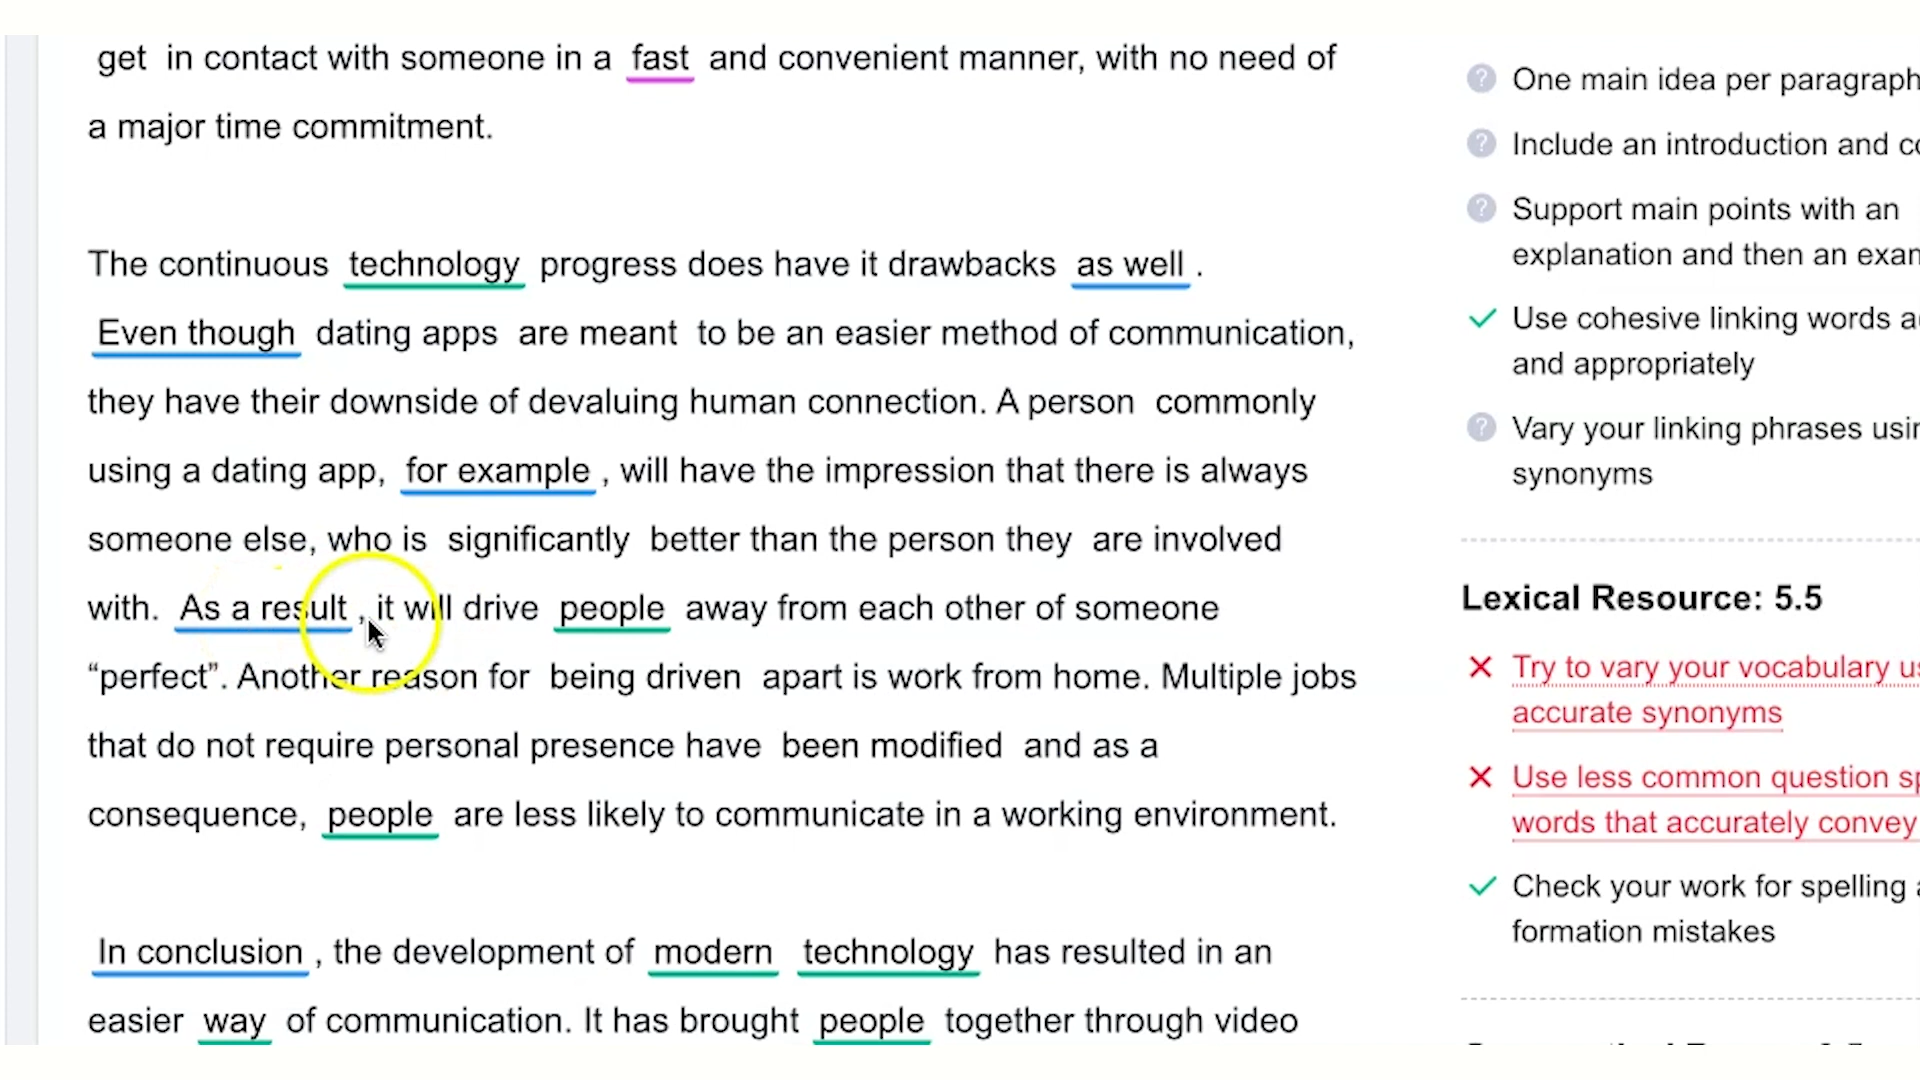 get in contact with someone in a fast and convenient manner, with no need of
a major time commitment.
The continuous technology progress does have it drawbacks as well .
Even though dating apps are meant to be an easier method of communication,
they have their downside of devaluing human connection. A person commonly
using a dating app, for example , will have the impression that there is always
someone else, who is significantly better than the person they are involved
with. As a result , it will drive people away from each other of someone
“perfect”. Another reason for being driven apart is work from home. Multiple jobs
that do not require personal presence have been modified and as a
consequence, people are less likely to communicate in a working environment.
In conclusion , the development of modern technology has resulted in an
easier way of communication. It has brought people together through video
One main idea per paragraph
Include an introduction and
Support main points with an
explanation and then an
Use cohesive linking words
and appropriately
Vary your linking phrases
synonyms
Lexical Resource: 5.5
Try to vary your vocabulary
accurate synonyms
Use less common question
words that accurately convey
Check your work for spelling
formation mistakes